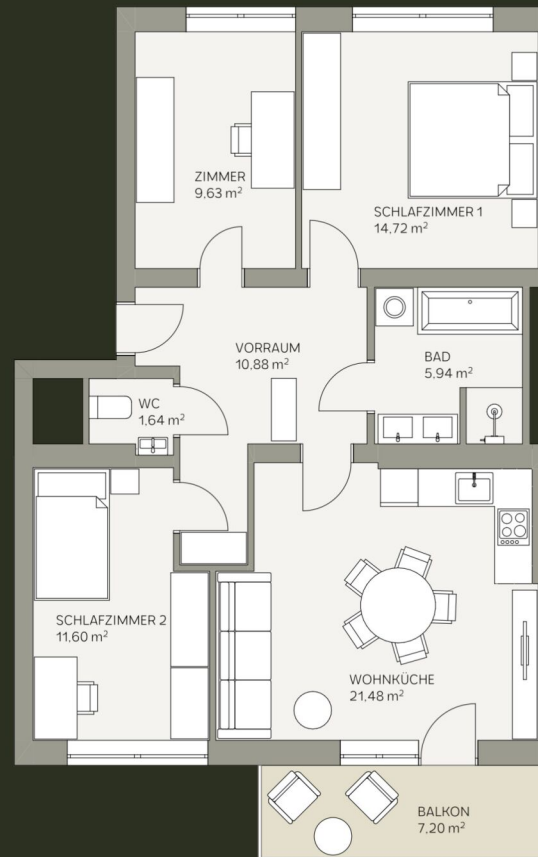 ZIMMER
9,63 m²
SCHLAFZIMMER 1
14,72 m²
VORRAUM
10,88 m²
BAD
5,94 m²
WC
1,64 m²
SCHLAFZIMMER 2
11,60 m²
WOHNKÜCHE
21,48 m²
BALKON
7,20 m²